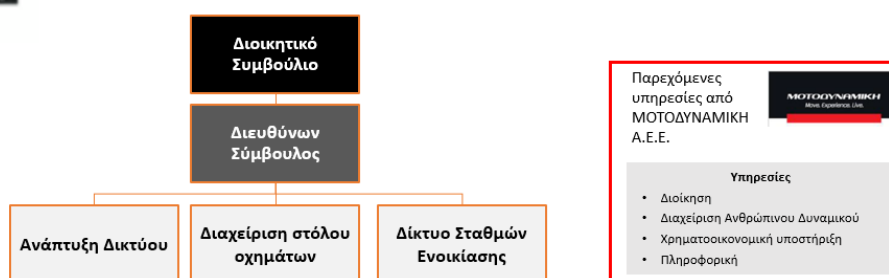 Διοικητικό
Συμβούλιο
Διευθύνων
Σύμβουλος
Ανάπτυξη Δικτύου
Διαχείριση στόλου
οχημάτων
Δίκτυο Σταθμών
Ενοικίασης
Παρεχόμενες
υπηρεσίες από
ΜΟΤΟΔΥΝΑΜΙΚΗ
Α.Ε.Ε.
ΜΟΤΟΔΥΝΑΜΙΚΗ
Move. Experience. Live.
Υπηρεσίες
• Διοίκηση
• Διαχείριση Ανθρώπινου Δυναμικού
• Χρηματοοικονομική υποστήριξη
• Πληροφορική